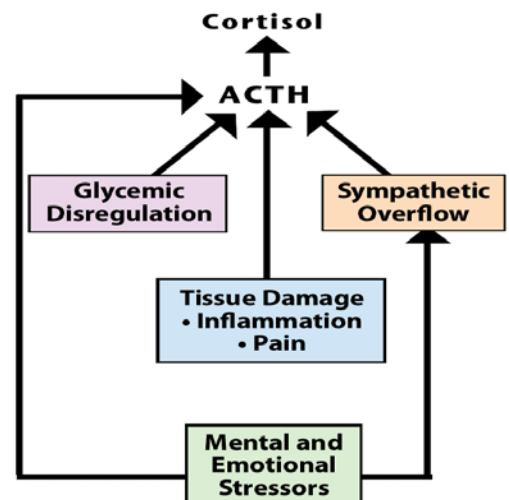 Cortisol
ACTH
Glycemic
Disregulation
Sympathetic
Overflow
Tissue Damage
• Inflammation
• Pain
Mental and
Emotional
Stressors